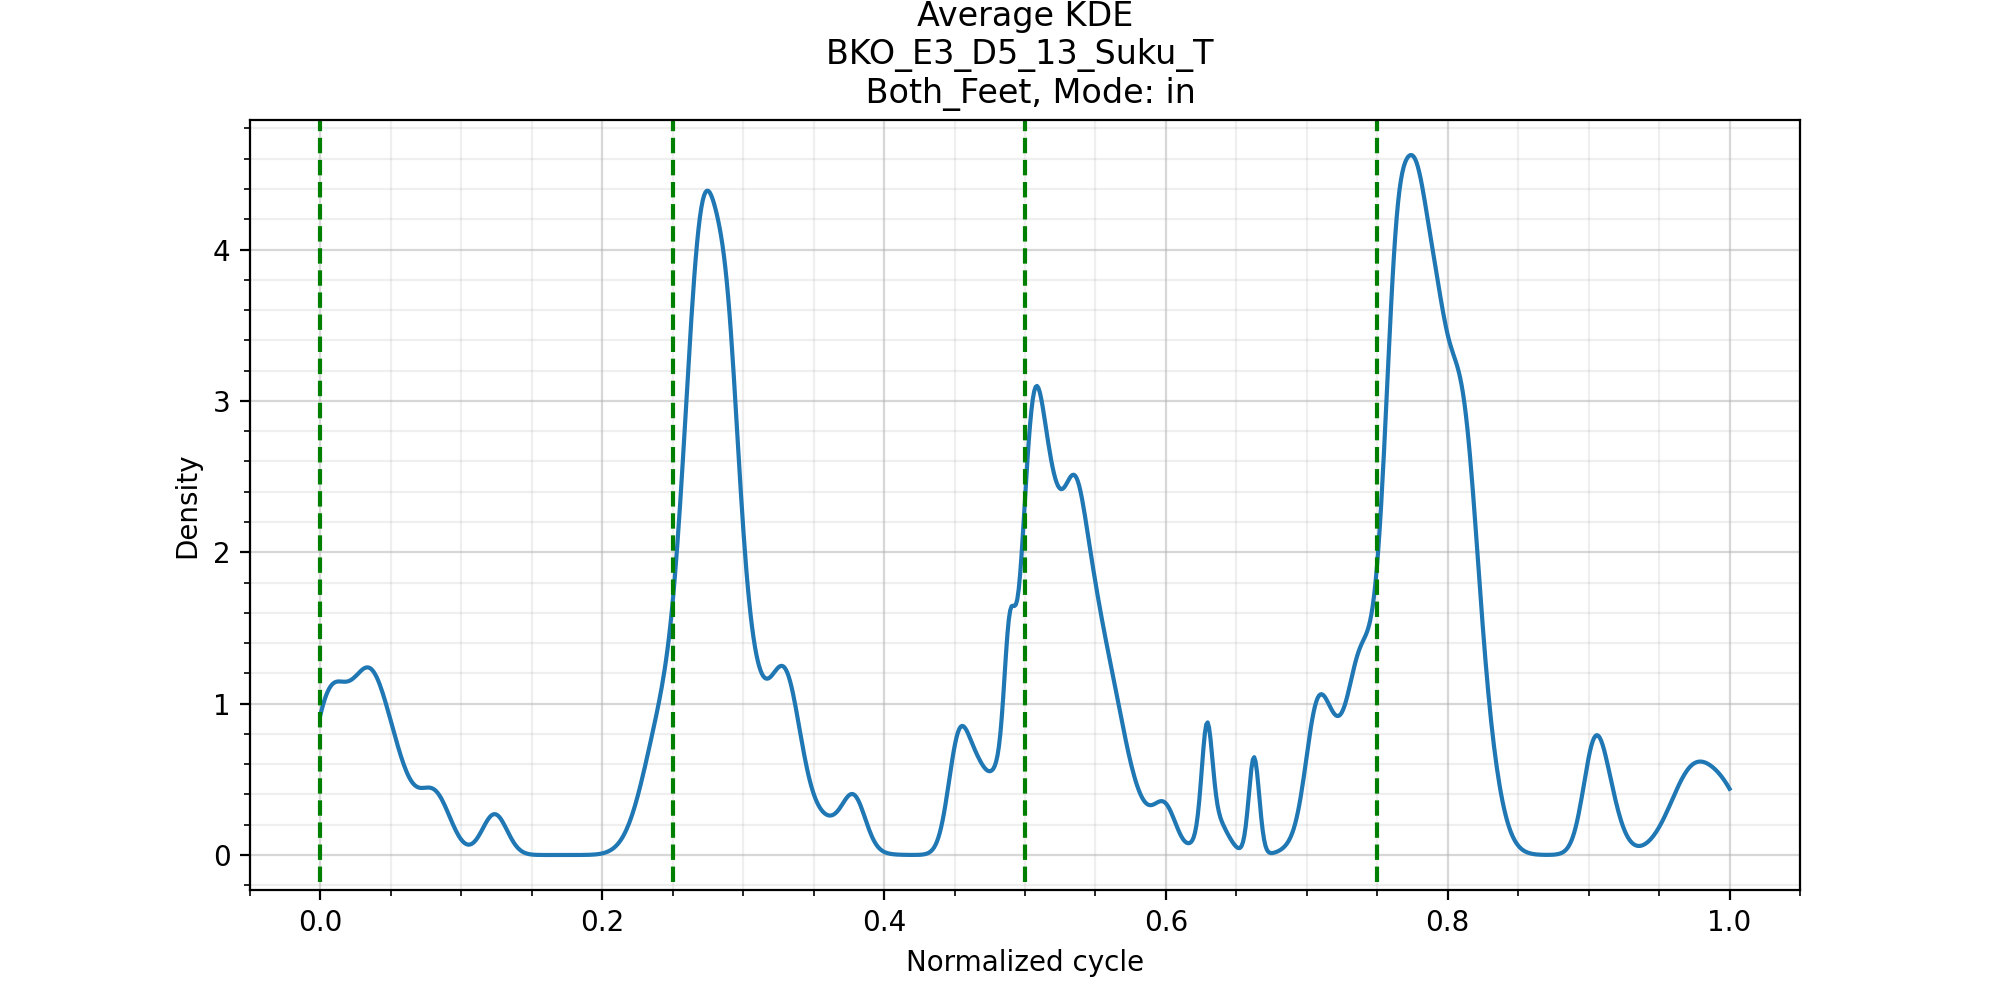 Average KDE
BKO_E3_D5_13_Suku_T
Both_Feet, Mode: in
Density
4
3
2
1
0
0.0 0.2 0.4 0.6 0.8 1.0
Normalized cycle